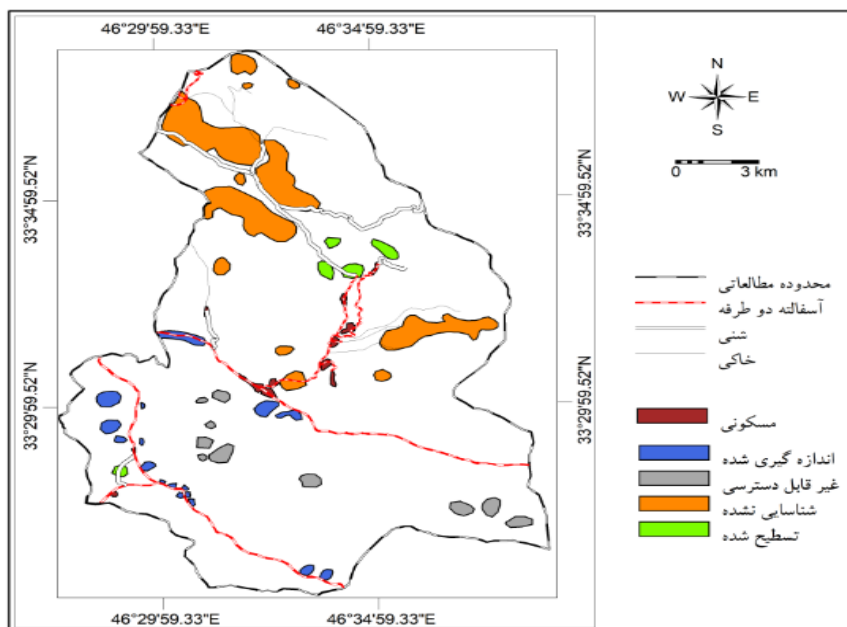 46°29'59.33"E 46°34'59.33"E
33°34'59.52"N 33°34'59.52"N
33°29'59.52"N 33°29'59.52"N
46°29'59.33"E 46°34'59.33"E
N
W E
S
0 3 km
محدوده مطالعاتی
آسفالته دو طرفه
شنی
خاکی
مسکونی
اندازه گیری شده
غیر قابل دسترسی
شناسایی نشده
تسطیح شده